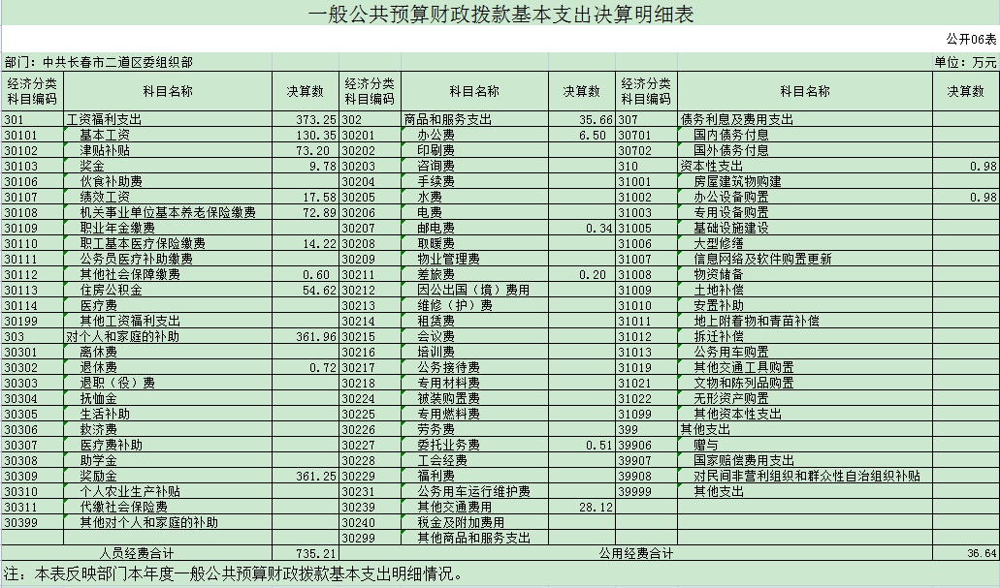 一般公共预算财政拨款基本支出决算明细表
公开06表
部门：中共长春市二道区委组织部 单位：万元
经济分类科目编码 科目名称 决算数 经济分类科目编码 科目名称 决算数 经济分类科目编码 科目名称 决算数
301 工资福利支出 373.25 302 商品和服务支出 35.66 307 债务利息及费用支出
30101 基本工资 130.35 30201 办公费 6.50 30701 国内债务付息
30102 津贴补贴 73.20 30202 印刷费 30702 国外债务付息
30103 奖金 9.78 30203 咨询费 310 资本性支出 0.98
30106 伙食补助费 30204 手续费 31001 房屋建筑物购建
30107 绩效工资 17.58 30205 水费 31002 办公设备购置 0.98
30108 机关事业单位基本养老保险缴费 72.89 30206 电费 31003 专用设备购置
30109 职业年金缴费 30207 邮电费 0.34 31005 基础设施建设
30110 职工基本医疗保险缴费 14.22 30208 取暖费 31006 大型修缮
30111 公务员医疗补助缴费 30209 物业管理费 31007 信息网络及软件购置更新
30112 其他社会保障缴费 0.60 30211 差旅费 0.20 31008 物资储备
30113 住房公积金 54.62 30212 因公出国（境）费用 31009 土地补偿
30114 医疗费 30213 维修（护）费 31010 安置补助
30199 其他工资福利支出 30214 租赁费 31011 地上附着物和青苗补偿
303 对个人和家庭的补助 361.96 30215 会议费 31012 拆迁补偿
30301 离休费 30216 培训费 31013 公务用车购置
30302 退休费 0.72 30217 公务接待费 31019 其他交通工具购置
30303 退职（役）费 30218 专用材料费 31021 文物和陈列品购置
30304 抚恤金 30224 被装购置费 31022 无形资产购置
30305 生活补助 30225 专用燃料费 31099 其他资本性支出
30306 救济费 30226 劳务费 399 其他支出
30307 医疗费补助 30227 委托业务费 0.51 39906 赠与
30308 助学金 30228 工会经费 39907 国家赔偿费用支出
30309 奖励金 361.25 30229 福利费 39908 对民间非营利组织和群众性自治组织补贴
30310 个人农业生产补贴 30231 公务用车运行维护费 39999 其他支出
30311 代缴社会保险费 30239 其他交通费用 28.12
30399 其他对个人和家庭的补助 30240 税金及附加费用
30299 其他商品和服务支出
人员经费合计 735.21 公用经费合计 36.64
注：本表反映部门本年度一般公共预算财政拨款基本支出明细情况。